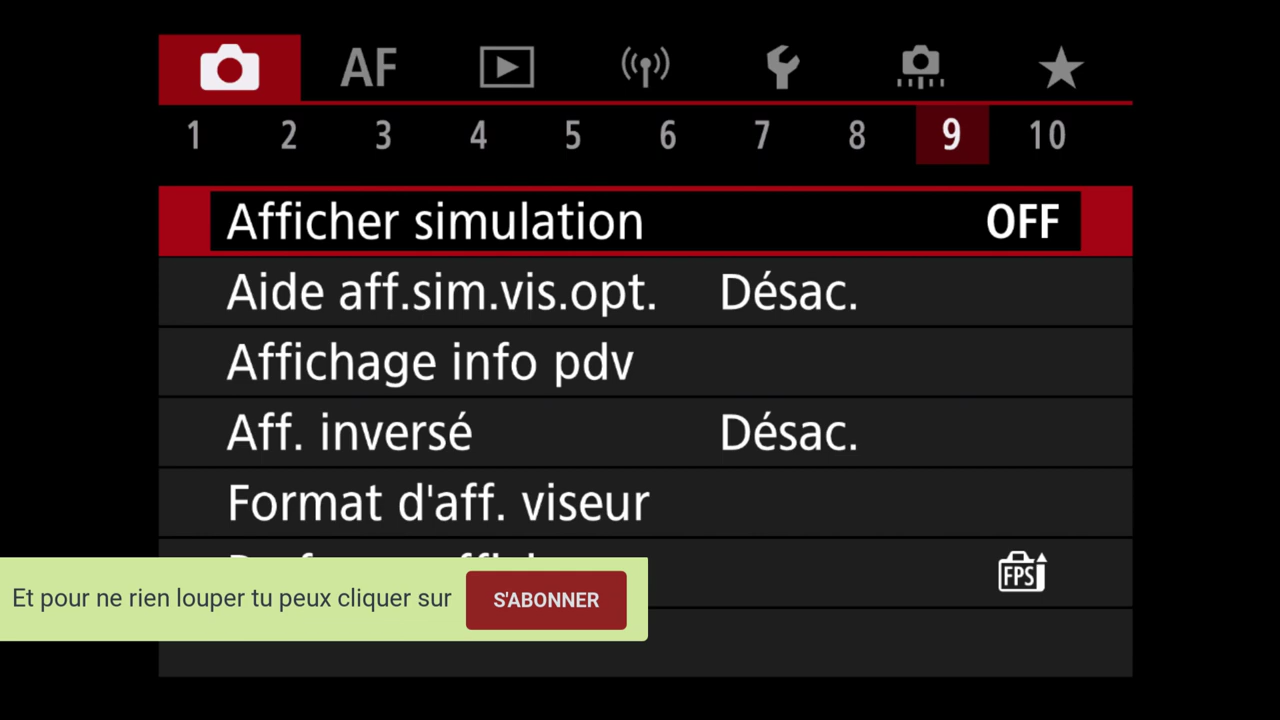 AF
1 2 3 4 5 6 7 8 9 10
Afficher simulation OFF
Aide aff.sim.vis.opt. Désac.
Affichage info pdv
Aff. inversé Désac.
Format d'aff. viseur
FPS
Et pour ne rien louper tu peux cliquer sur S'ABONNER